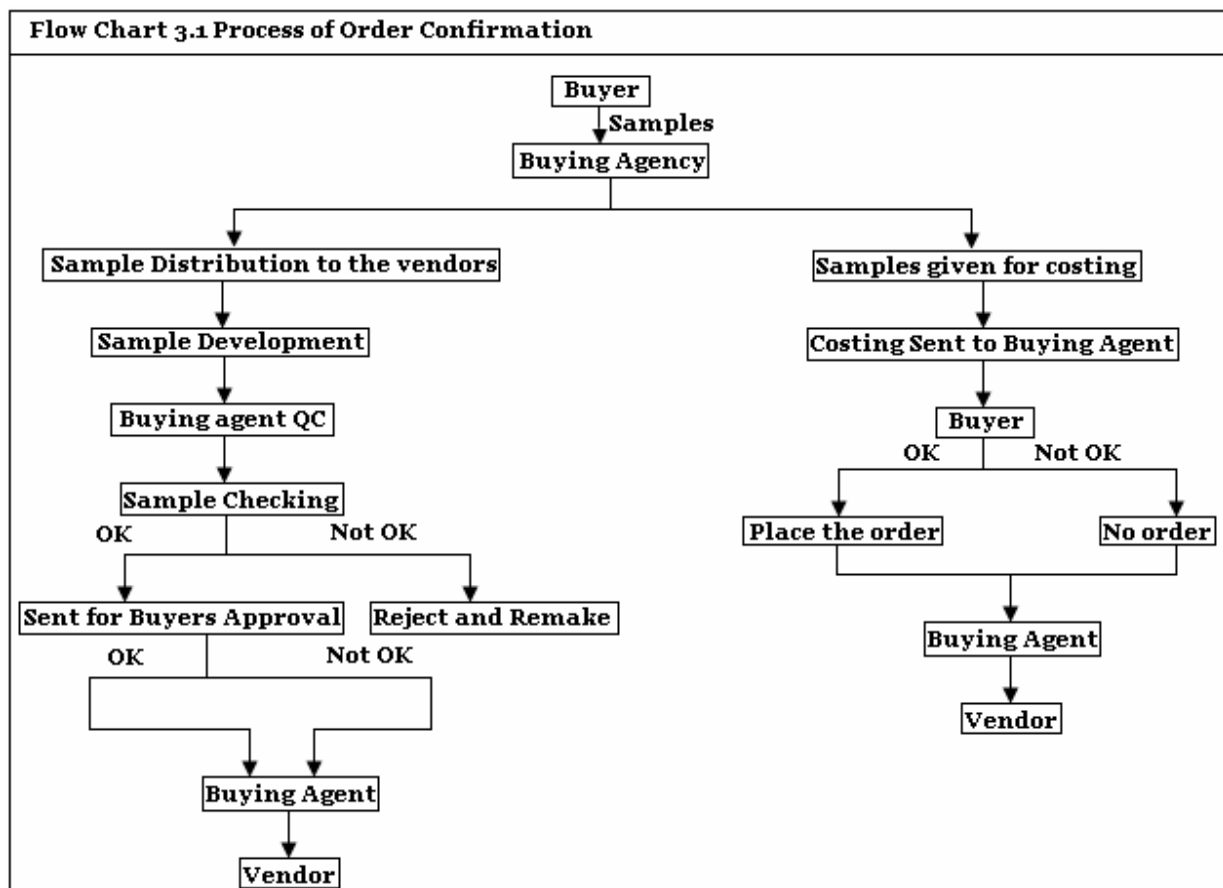 Flow Chart 3.1 Process of Order Confirmation
Buyer
Samples
Buying Agency
Sample Distribution to the vendors
Samples given for costing
Sample Development
Costing Sent to Buying Agent
Buying agent QC
Buyer
OK
Not OK
Sample Checking
Place the order
No order
OK
Not OK
Sent for Buyers Approval
Reject and Remake
Buying Agent
OK
Not OK
Vendor
Buying Agent
Vendor